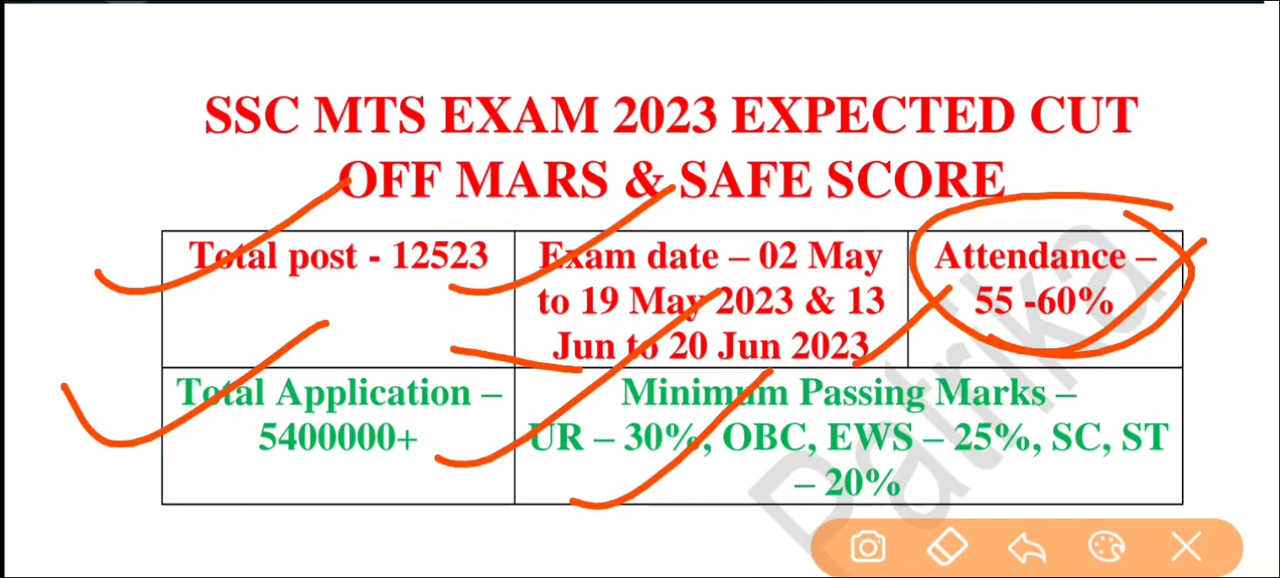 SSC MTS EXAM 2023 EXPECTED CUT
OFF MARS & SAFE SCORE
Total post - 12523
Exam date – 02 May
to 19 May 2023 & 13
Jun to 20 Jun 2023
Attendance –
55 -60%
Total Application –
5400000+
Minimum Passing Marks –
UR – 30%, OBC, EWS – 25%, SC, ST
– 20%
Patrika